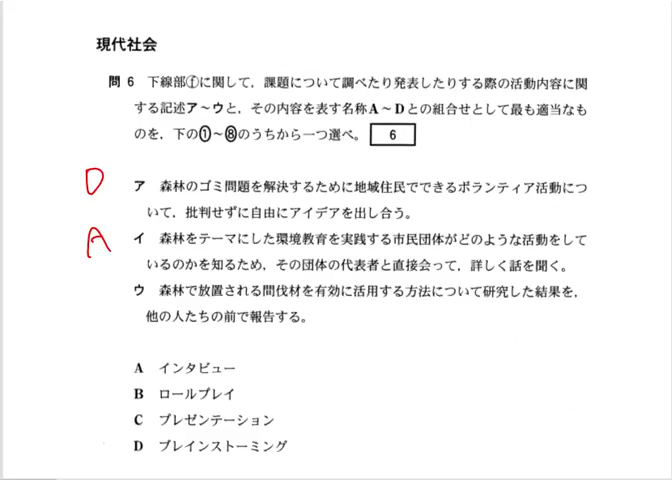 現代社会
問 6 下線部ⓕに関して，課題について調べたり発表したりする際の活動内容に関
する記述ア～ウと，その内容を表す名称A～Dとの組合せとして最も適当なも
のを，下の①～⑧のうちから一つ選べ。 6
D
ア 森林のゴミ問題を解決するために地域住民でできるボランティア活動につ
いて，批判せずに自由にアイデアを出し合う。
A
イ 森林をテーマにした環境教育を実践する市民団体がどのような活動をして
いるのかを知るため，その団体の代表者と直接会って，詳しく話を聞く。
ウ 森林で放置される間伐材を有効に活用する方法について研究した結果を，
他の人たちの前で報告する。
A インタビュー
B ロールプレイ
C プレゼンテーション
D ブレインストーミング